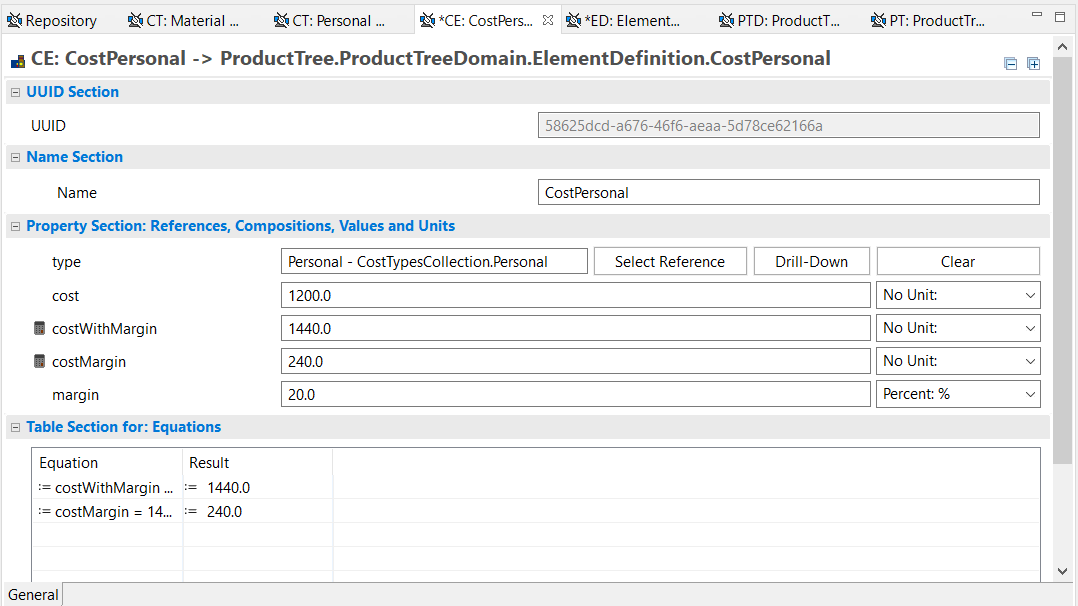 Repository CT: Material ... CT: Personal ... *CE: CostPers... *ED: Element... PTD: ProductT... PT: ProductTr...
CE: CostPersonal -> ProductTree.ProductTreeDomain.ElementDefinition.CostPersonal
UUID Section
UUID 58625dcd-a676-46f6-aeaa-5d78ce62166a
Name Section
Name CostPersonal
Property Section: References, Compositions, Values and Units
type Personal - CostTypesCollection.Personal Select Reference Drill-Down Clear
cost 1200.0 No Unit:
costWithMargin 1440.0 No Unit:
costMargin 240.0 No Unit:
margin 20.0 Percent: %
Table Section for: Equations
Equation Result
:= costWithMargin ... := 1440.0
:= costMargin = 14... := 240.0
General